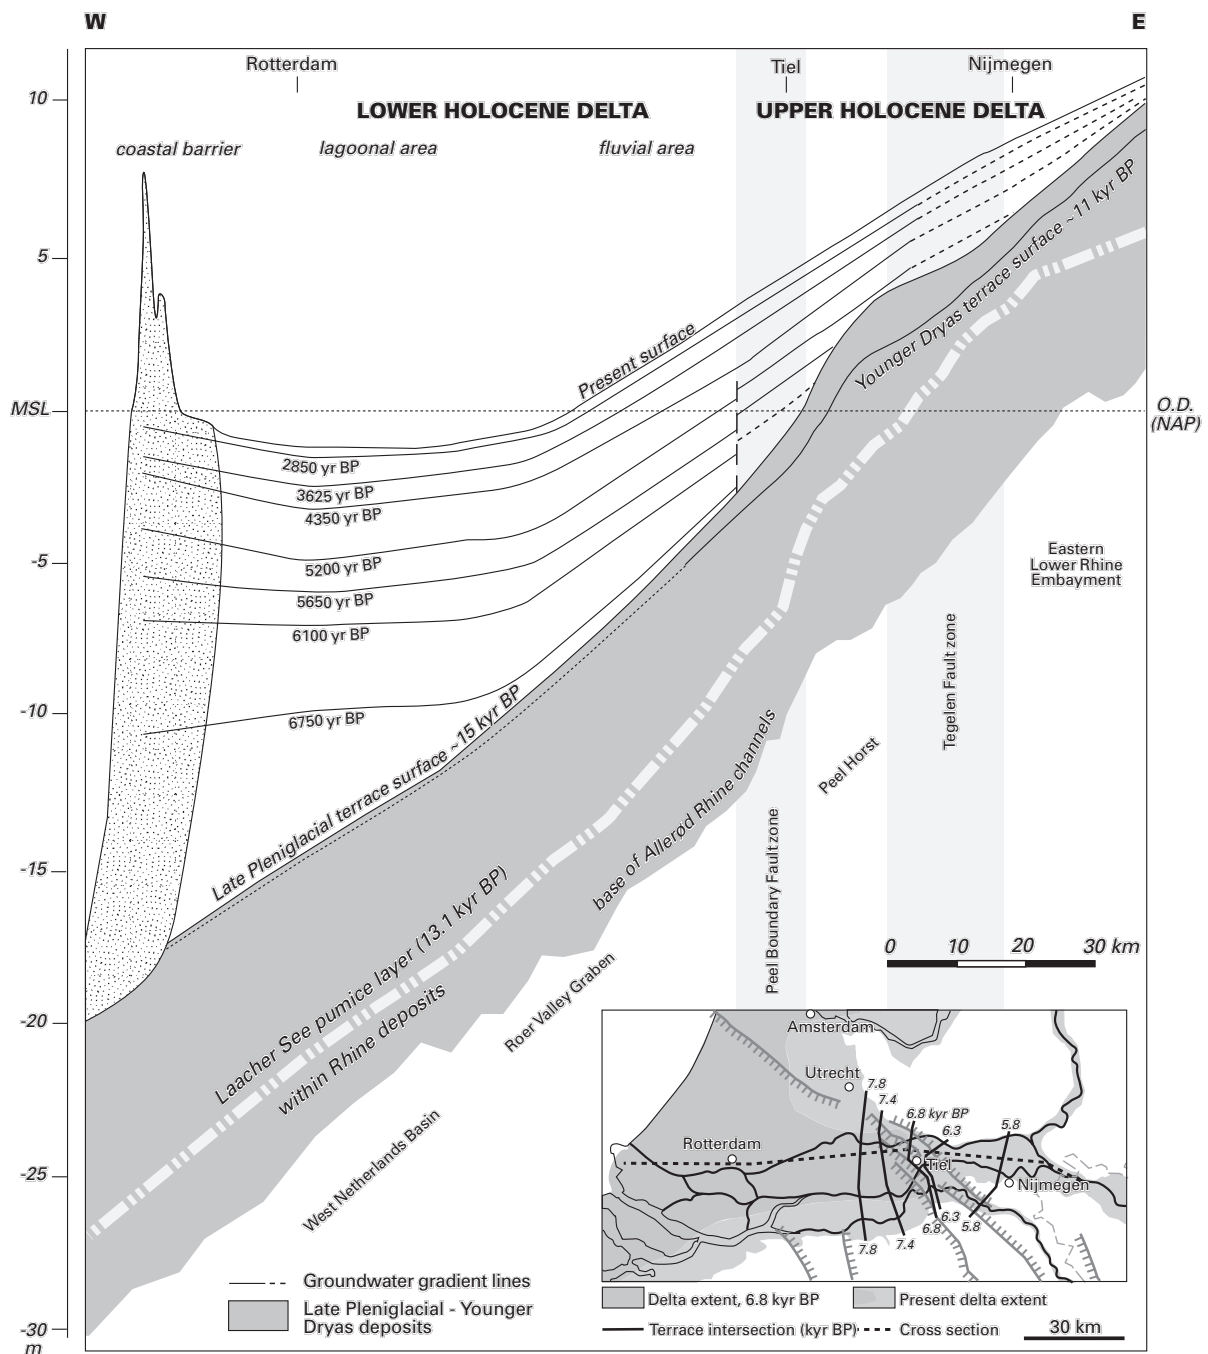 W
E
Rotterdam
Tiel
Nijmegen
10
LOWER HOLOCENE DELTA
UPPER HOLOCENE DELTA
coastal barrier
lagoonal area
fluvial area
5
Present surface
Younger Dryas terrace surface ~11 kyr BP
MSL
O.D.
(NAP)
2850 yr BP
3625 yr BP
4350 yr BP
5200 yr BP
5650 yr BP
6100 yr BP
6750 yr BP
-5
Eastern
Lower Rhine
Embayment
Tegelen Fault zone
-10
Late Pleniglacial terrace surface ~15 kyr BP
Peel Horst
base of Allerød Rhine channels
Peel Boundary Fault zone
-15
Laacher See pumice layer (13.1 kyr BP)
within Rhine deposits
Roer Valley Graben
West Netherlands Basin
0 10 20 30 km
-20
-25
-30
m
Amsterdam
Utrecht
7.8
7.4
6.8 kyr BP
6.3
5.8
Rotterdam
Tiel
Nijmegen
6.3
6.8
5.8
7.8
7.4
Groundwater gradient lines
Late Pleniglacial - Younger
Dryas deposits
Delta extent, 6.8 kyr BP
Present delta extent
Terrace intersection (kyr BP)
Cross section
30 km